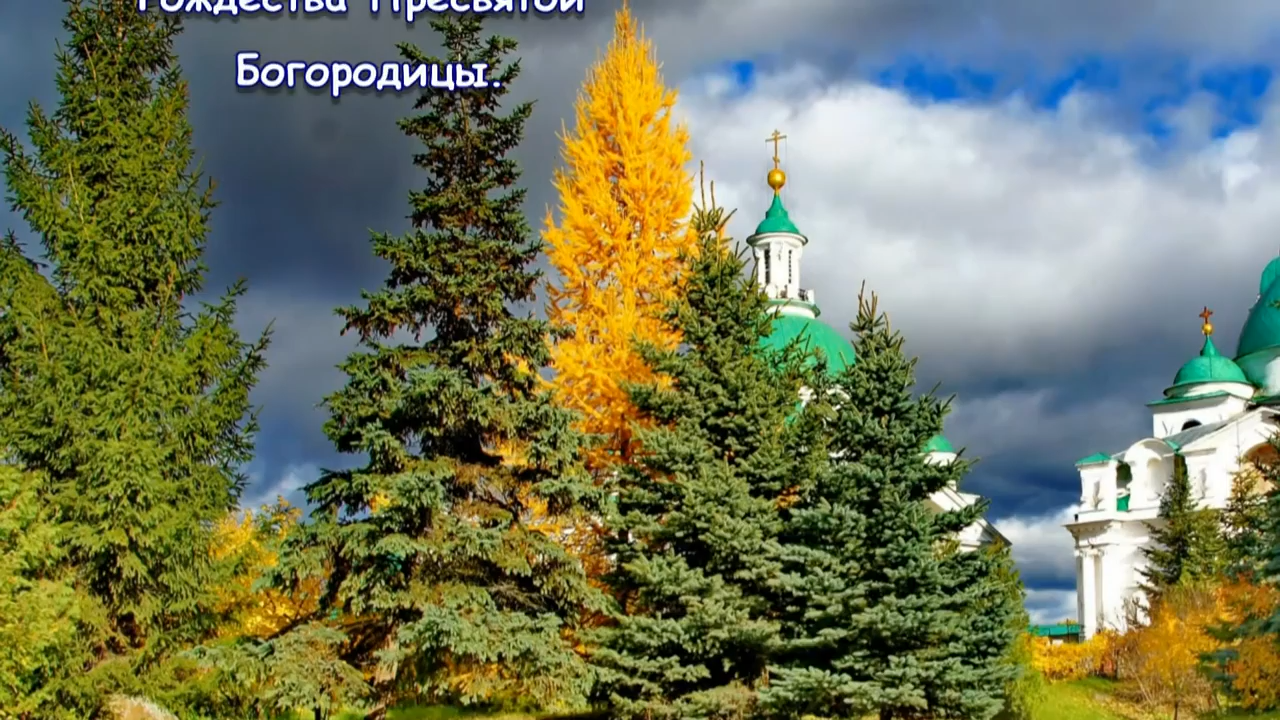 Рождества Пресвятой
Богородицы.